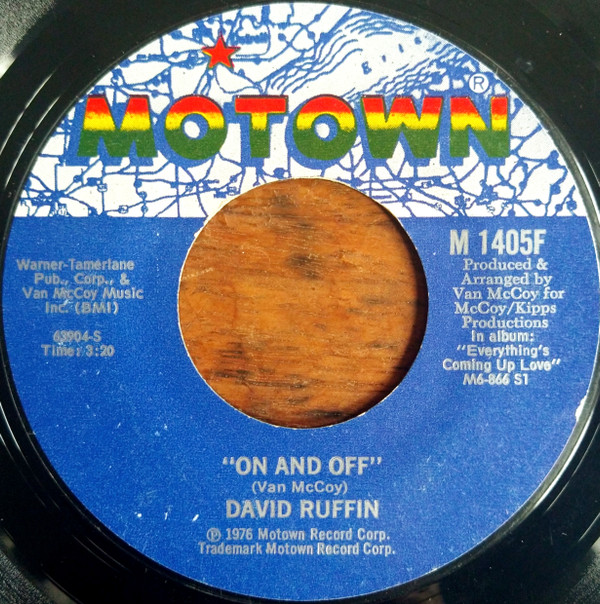 MOTOWN
®
M 1405F
Warner-Tamerlane
Pub., Corp., &
Van McCoy Music
Inc. (BMI)
63904-S
Time: 3:20
Produced &
Arranged by
Van McCoy for
McCoy/Kipps
Productions
In album:
"Everything's
Coming Up Love"
M6-866 S1
"ON AND OFF"
(Van McCoy)
DAVID RUFFIN
℗ 1976 Motown Record Corp.
Trademark Motown Record Corp.